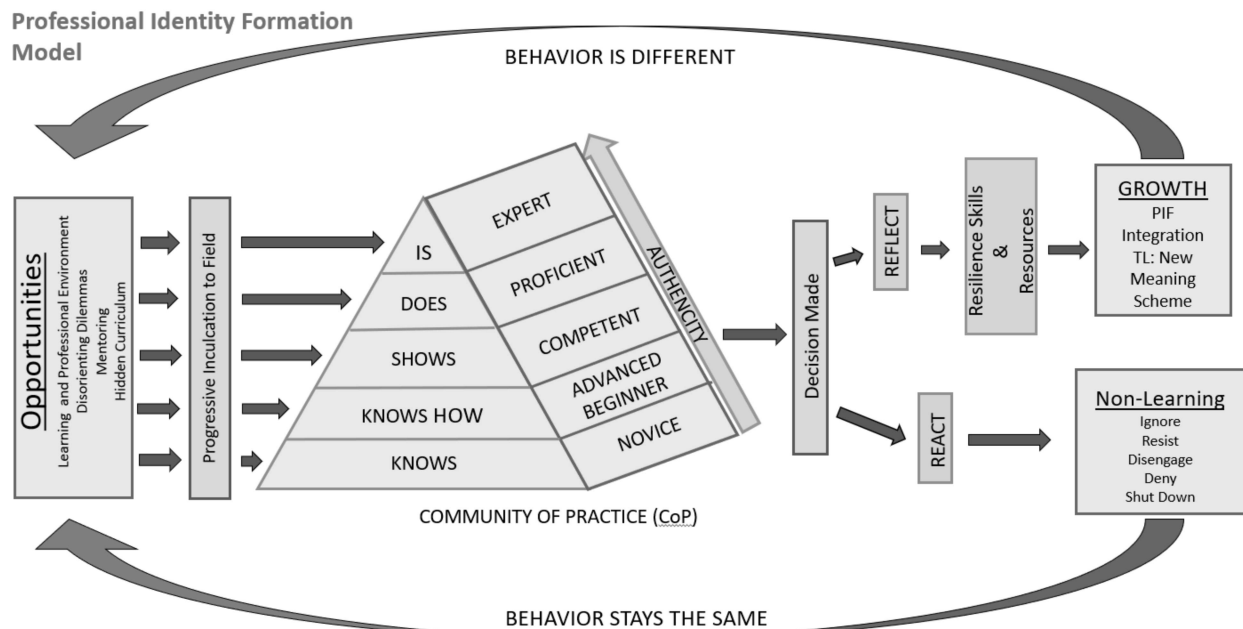 Professional Identity Formation
Model
BEHAVIOR IS DIFFERENT
Opportunities
Learning and Professional Environment
Disorienting Dilemmas
Mentoring
Hidden Curriculum
Progressive Inculcation to Field
IS
DOES
SHOWS
KNOWS HOW
KNOWS
EXPERT
PROFICIENT
COMPETENT
ADVANCED
BEGINNER
NOVICE
AUTHENCITY
COMMUNITY OF PRACTICE (CoP)
Decision Made
REFLECT
Resilience Skills
&
Resources
GROWTH
PIF
Integration
TL: New
Meaning
Scheme
REACT
Non-Learning
Ignore
Resist
Disengage
Deny
Shut Down
BEHAVIOR STAYS THE SAME